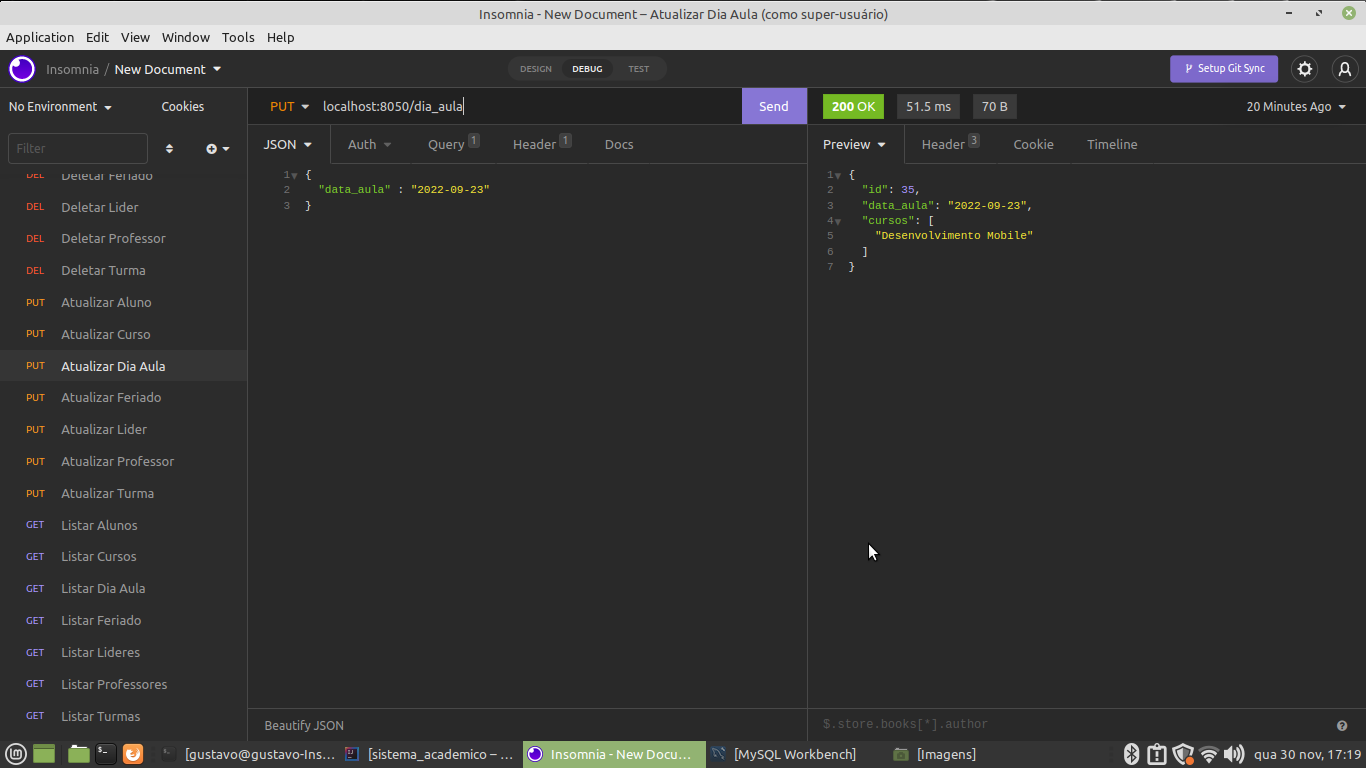 Insomnia - New Document – Atualizar Dia Aula (como super-usuário)
Application Edit View Window Tools Help
Insomnia / New Document
DESIGN DEBUG TEST
Setup Git Sync
No Environment Cookies
PUT localhost:8050/dia_aula Send
200 OK 51.5 ms 70 B 20 Minutes Ago
Filter
JSON Auth Query 1 Header 1 Docs
Preview Header 3 Cookie Timeline
DEL Deletar Feriado
DEL Deletar Lider
DEL Deletar Professor
DEL Deletar Turma
PUT Atualizar Aluno
PUT Atualizar Curso
PUT Atualizar Dia Aula
PUT Atualizar Feriado
PUT Atualizar Lider
PUT Atualizar Professor
PUT Atualizar Turma
GET Listar Alunos
GET Listar Cursos
GET Listar Dia Aula
GET Listar Feriado
GET Listar Lideres
GET Listar Professores
GET Listar Turmas
1 {
2 "data_aula" : "2022-09-23"
3 }
1 {
2 "id": 35,
3 "data_aula": "2022-09-23",
4 "cursos": [
5 "Desenvolvimento Mobile"
6 ]
7 }
Beautify JSON
$.store.books[*].author
[gustavo@gustavo-Ins... [sistema_academico – ... Insomnia - New Docum... [MySQL Workbench] [Imagens] qua 30 nov, 17:19